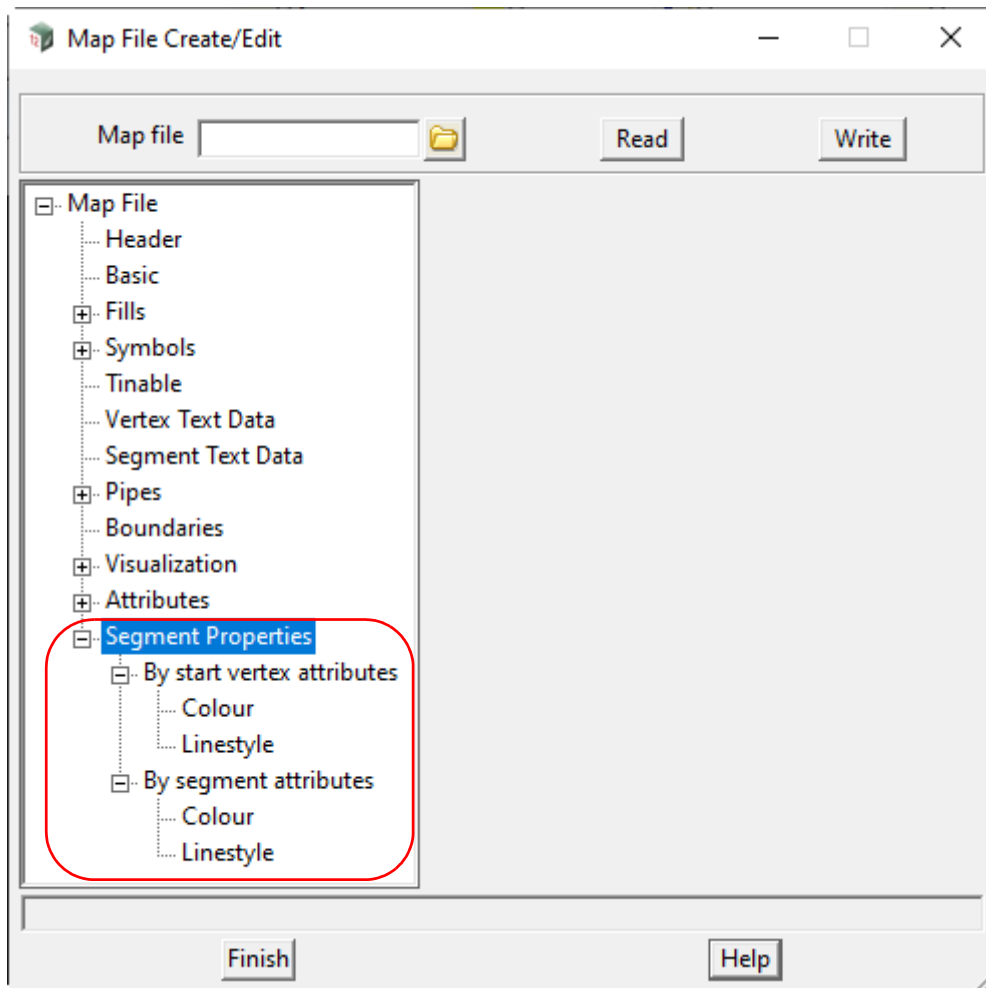 Map File Create/Edit
Map file Read Write
Map File
Header
Basic
Fills
Symbols
Tinable
Vertex Text Data
Segment Text Data
Pipes
Boundaries
Visualization
Attributes
Segment Properties
By start vertex attributes
Colour
Linestyle
By segment attributes
Colour
Linestyle
Finish Help